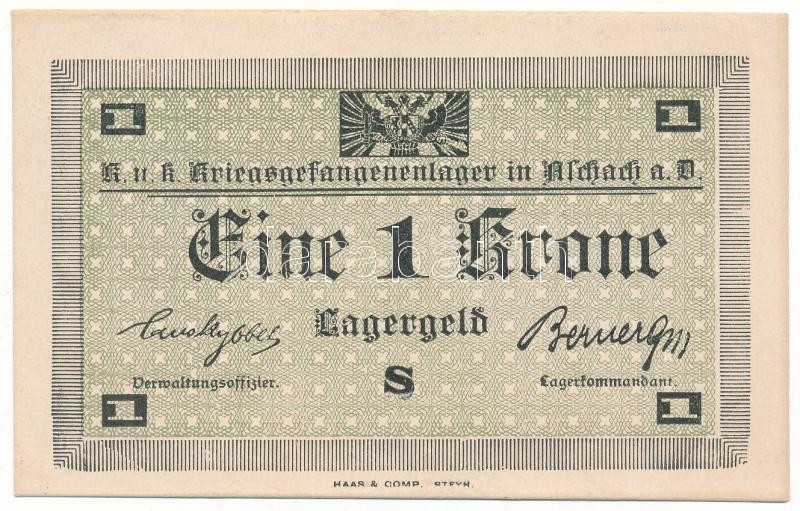 1 1
K. u. k. Kriegsgefangenenlager in Aschach a. D.
Eine 1 Krone
Lagergeld
Verwaltungsoffizier. S Lagerkommandant.
1 1
HAAS & COMP. STEYR.